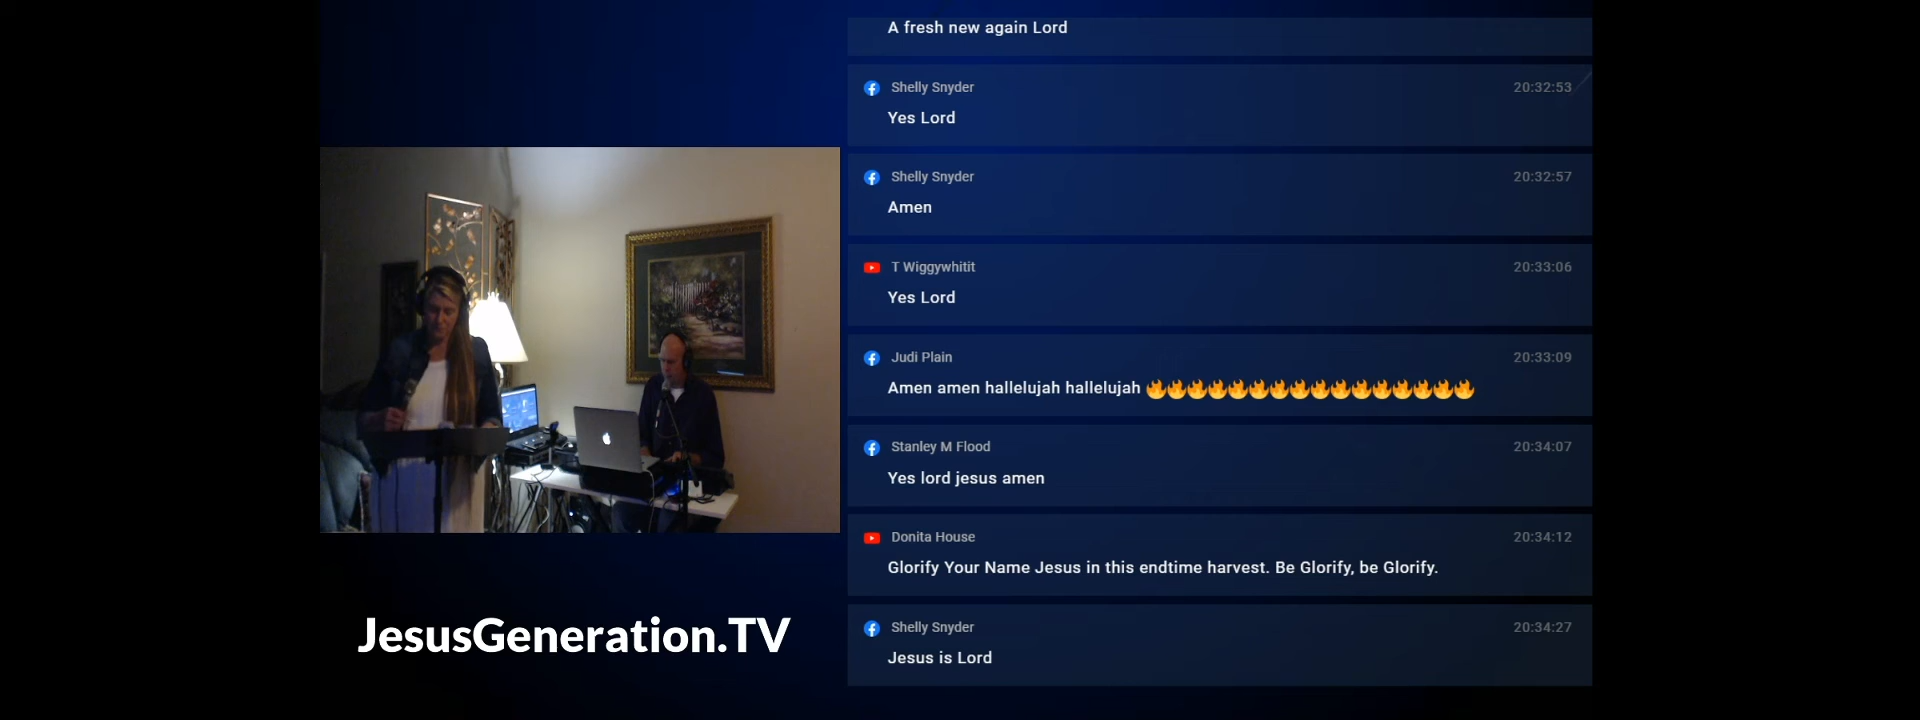 A fresh new again Lord
Shelly Snyder 20:32:53
Yes Lord
Shelly Snyder 20:32:57
Amen
T Wiggywhitit 20:33:06
Yes Lord
Judi Plain 20:33:09
Amen amen hallelujah hallelujah 🔥🔥🔥🔥🔥🔥🔥🔥🔥🔥🔥🔥🔥🔥🔥🔥
Stanley M Flood 20:34:07
Yes lord jesus amen
Donita House 20:34:12
Glorify Your Name Jesus in this endtime harvest. Be Glorify, be Glorify.
Shelly Snyder 20:34:27
Jesus is Lord
JesusGeneration.TV